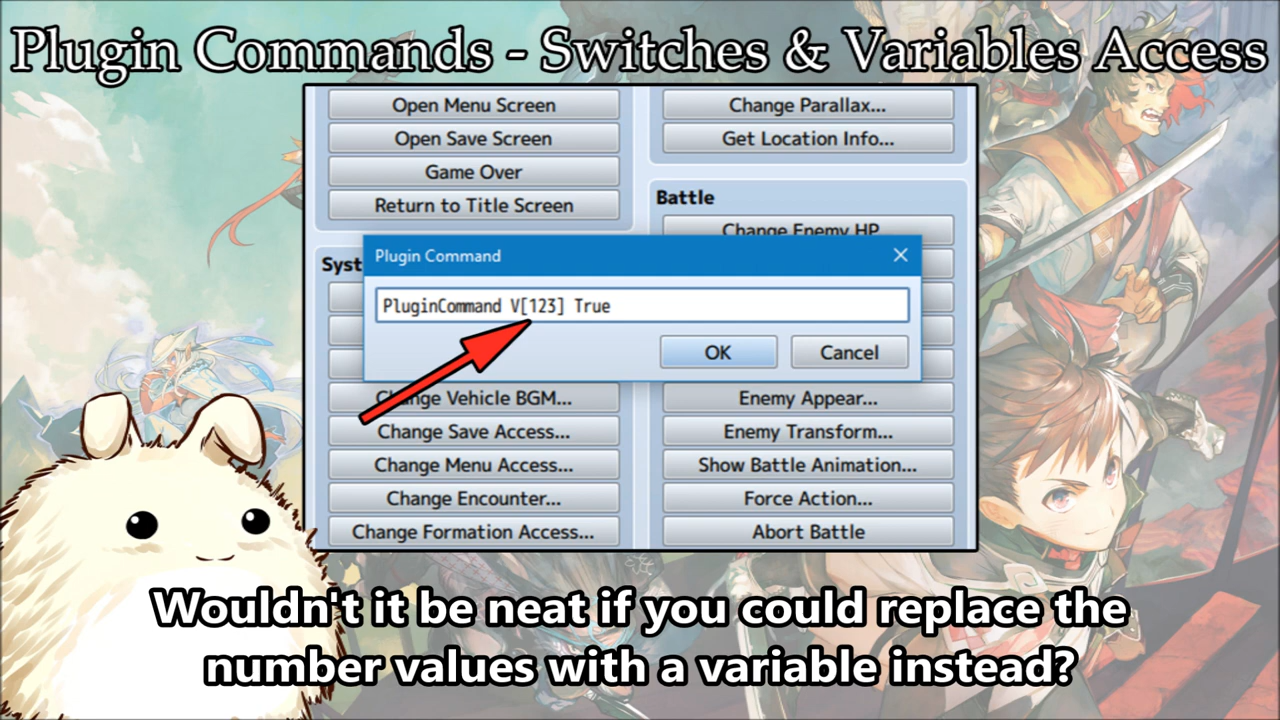 Plugin Commands - Switches & Variables Access
Open Menu Screen
Open Save Screen
Game Over
Return to Title Screen
Change Parallax...
Get Location Info...
Battle
Change Enemy HP
Syst
Plugin Command
PluginCommand V[123] True
OK
Cancel
Change Vehicle BGM...
Change Save Access...
Change Menu Access...
Change Encounter...
Change Formation Access...
Enemy Appear...
Enemy Transform...
Show Battle Animation...
Force Action...
Abort Battle
Wouldn't it be neat if you could replace the
number values with a variable instead?